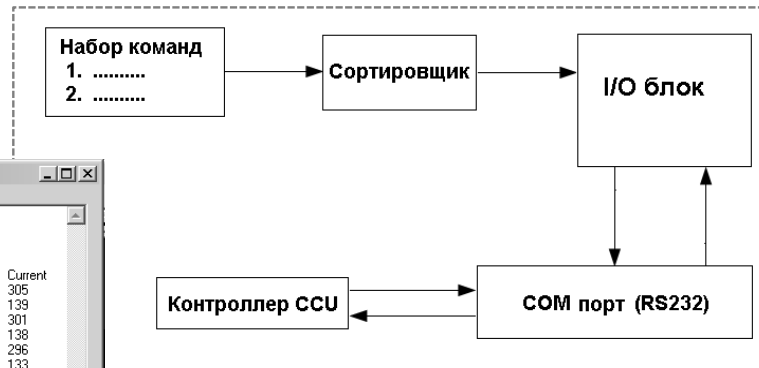 Набор команд
1. ..........
2. ..........
Сортировщик
I/O блок
Контроллер CCU
COM порт (RS232)
Current
305
139
301
138
296
133